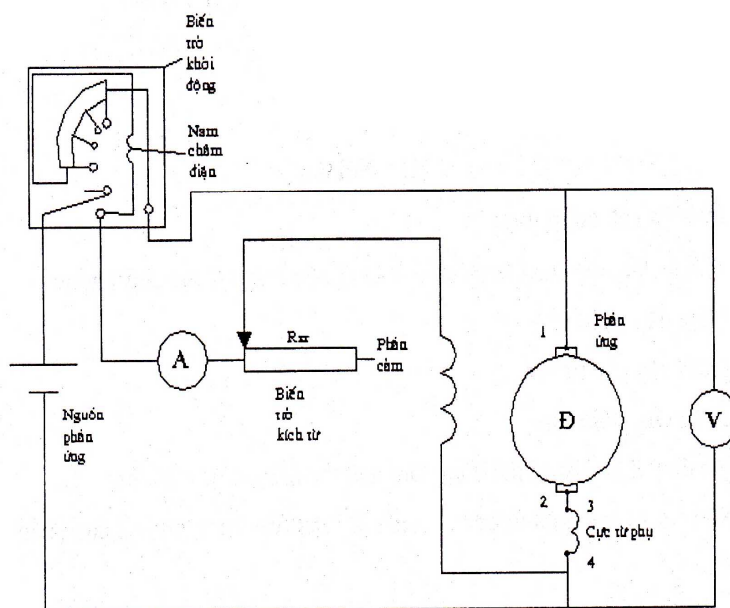 Biến
trở
khởi
động
Nam
châm
điện
1
Phần
ứng
A
Phần
cảm
Biến
trở
kích từ
Đ
V
Nguồn
phần
ứng
2
3
Cực từ phụ
4